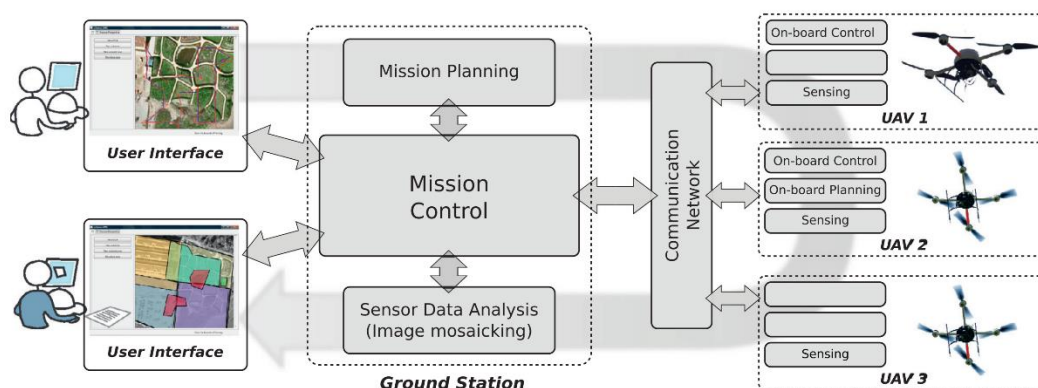 User Interface
Mission Planning
Mission
Control
Sensor Data Analysis
(Image mosaicking)
Ground Station
User Interface
Communication
Network
On-board Control
Sensing
UAV 1
On-board Control
On-board Planning
Sensing
UAV 2
Sensing
UAV 3